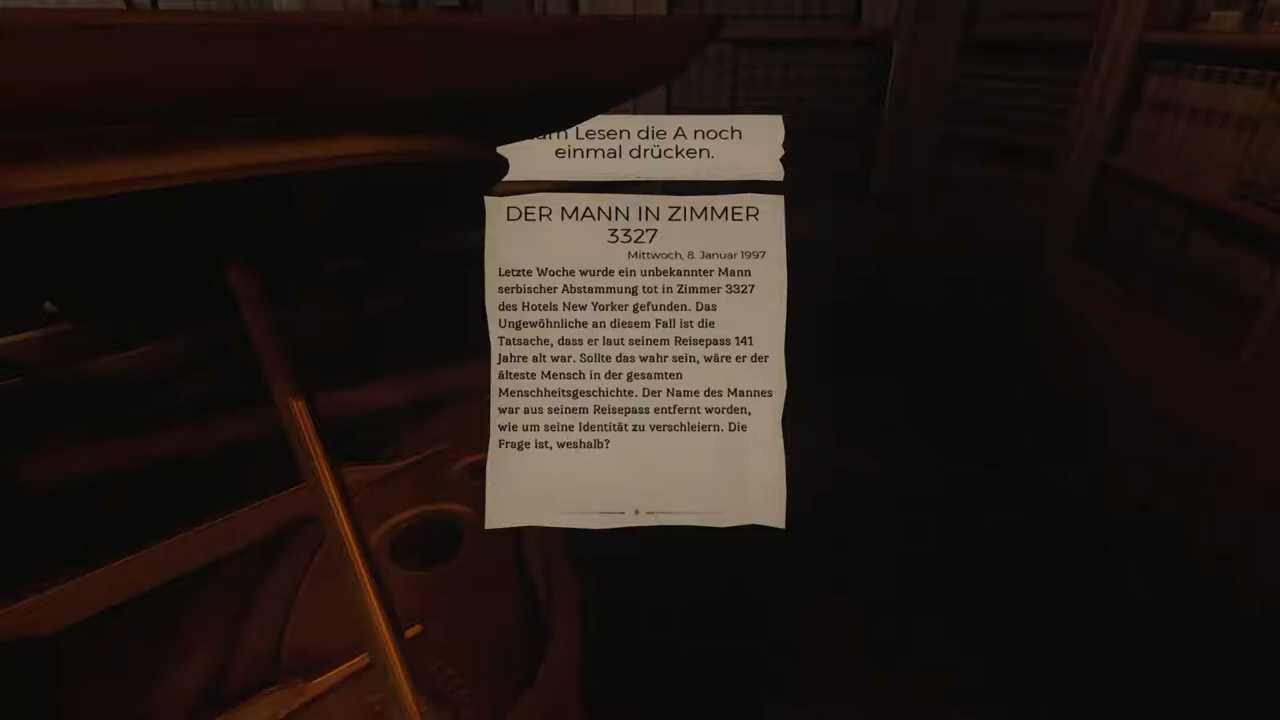 Lesen die A noch
einmal drücken.
DER MANN IN ZIMMER
3327
Mittwoch, 8. Januar 1997
Letzte Woche wurde ein unbekannter Mann
serbischer Abstammung tot in Zimmer 3327
des Hotels New Yorker gefunden. Das
Ungewöhnliche an diesem Fall ist die
Tatsache, dass er laut seinem Reisepass 141
Jahre alt war. Sollte das wahr sein, wäre er der
älteste Mensch in der gesamten
Menschheitsgeschichte. Der Name des Mannes
war aus seinem Reisepass entfernt worden,
wie um seine Identität zu verschleiern. Die
Frage ist, weshalb?